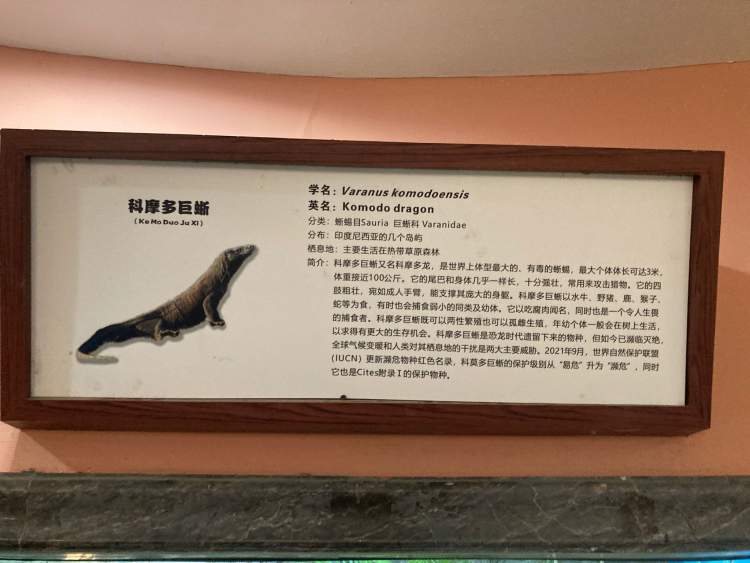 科摩多巨蜥
( Ke Mo Duo Ju Xi )
学名：Varanus komodoensis
英名：Komodo dragon
分类：蜥蜴目Sauria 巨蜥科 Varanidae
分布：印度尼西亚的几个岛屿
栖息地：主要生活在热带草原森林
简介：科摩多巨蜥又名科摩多龙，是世界上体型最大的、有毒的蜥蜴，最大个体体长可达3米，
体重接近100公斤。它的尾巴和身体几乎一样长，十分强壮，常用来攻击猎物。它的四
肢粗壮，宛如成人手臂，能支撑其庞大的身躯。科摩多巨蜥以水牛、野猪、鹿、猴子、
蛇等为食，有时也会捕食弱小的同类及幼体。它以吃腐肉闻名，同时也是一个令人生畏
的捕食者。科摩多巨蜥既可以两性繁殖也可以孤雌生殖，年幼个体一般会在树上生活，
以求得有更大的生存机会。科摩多巨蜥是恐龙时代遗留下来的物种，但如今已濒临灭绝，
全球气候变暖和人类对其栖息地的干扰是两大主要威胁。2021年9月，世界自然保护联盟
(IUCN) 更新濒危物种红色名录，科莫多巨蜥的保护级别从“易危”升为“濒危”，同时
它也是Cites附录Ⅰ的保护物种。